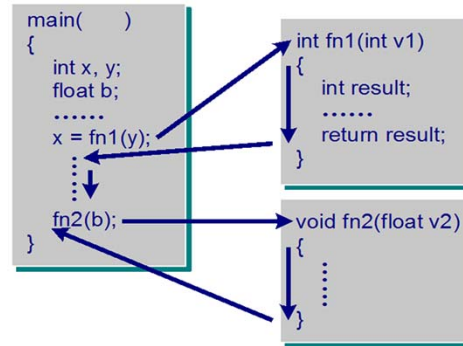 main(      )
{
int x, y;
float b;
......
x = fn1(y);
fn2(b);
}
int fn1(int v1)
{
int result;
......
return result;
}
void fn2(float v2)
{
}